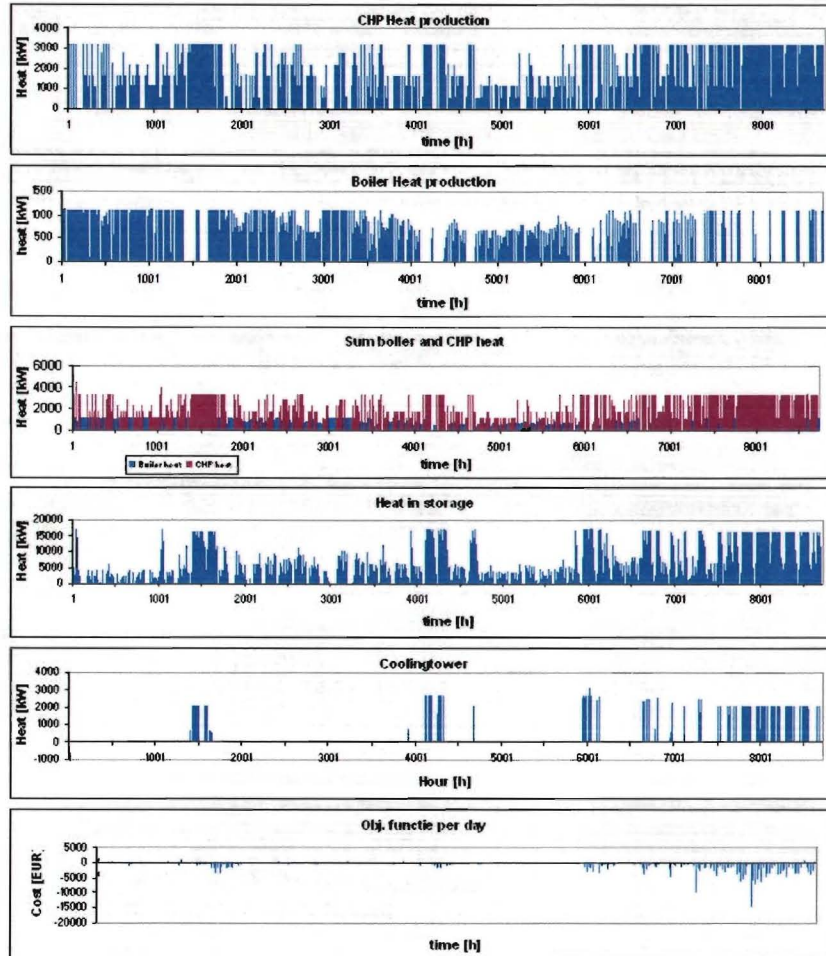 CHP Heat production
Heat [kW]
4000
3000
2000
1000
0
1 1001 2001 3001 4001 5001 6001 7001 8001
time [h]
Boiler Heat production
heat [kW]
1500
1000
500
0
1 1001 2001 3001 4001 5001 6001 7001 8001
time [h]
Sum boiler and CHP heat
Heat [kW]
6000
4000
2000
0
1 1001 2001 3001 4001 5001 6001 7001 8001
time [h]
Boiler heat CHP heat
Heat in storage
Heat [kW]
20000
15000
10000
5000
0
1 1001 2001 3001 4001 5001 6001 7001 8001
time [h]
Coolingtower
Heat [kW]
4000
3000
2000
1000
0
-1000
1 1001 2001 3001 4001 5001 6001 7001 8001
Hour [h]
Obj. functie per day
Cost [EUR]
5000
0
-5000
-10000
-15000
-20000
time [h]